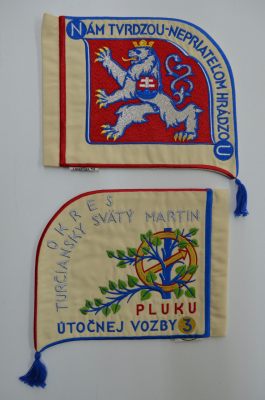 NÁM TVRDZOU-NEPRIATEĽOM HRÁDZOU
OKRES
TURČIANSKY SVÄTÝ MARTIN
PLUKU
ÚTOČNEJ VOZBY 3